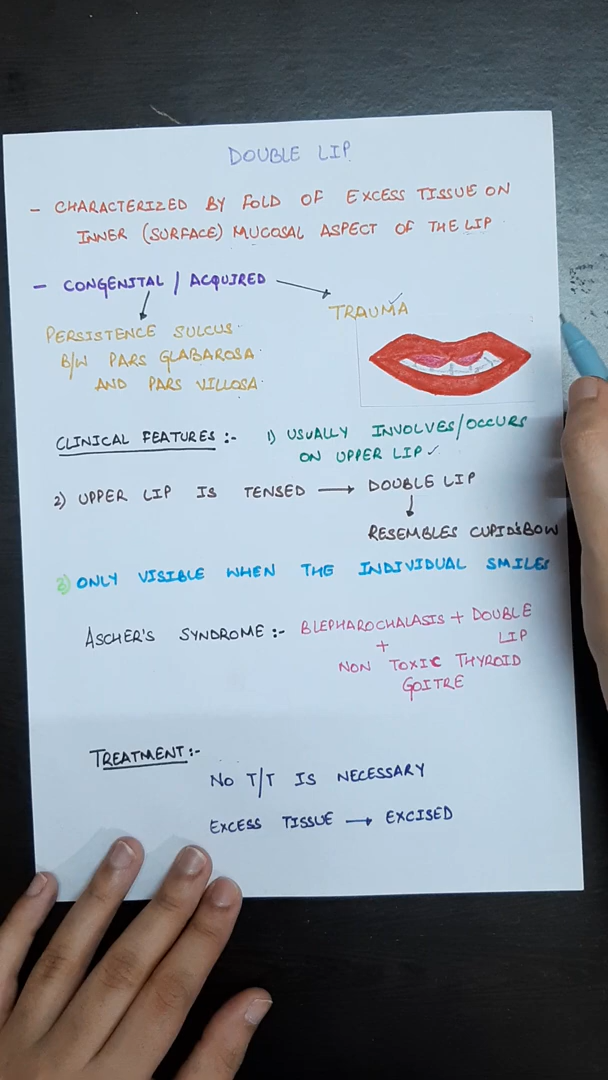 DOUBLE LIP
- CHARACTERIZED BY FOLD OF EXCESS TISSUE ON
INNER (SURFACE) MUCOSAL ASPECT OF THE LIP
- CONGENITAL / ACQUIRED
TRAUMA
PERSISTENCE SULCUS
B/W PARS GLABAROSA
AND PARS VILLOSA
CLINICAL FEATURES :- 1) USUALLY INVOLVES/OCCURS
ON UPPER LIP
2) UPPER LIP IS TENSED → DOUBLE LIP
RESEMBLES CUPID'S BOW
3) ONLY VISIBLE WHEN THE INDIVIDUAL SMILES
ASCHER'S SYNDROME :- BLEPHAROCHALASIS + DOUBLE
LIP
+
NON TOXIC THYROID
GOITRE
TREATMENT :-
NO T/T IS NECESSARY
EXCESS TISSUE → EXCISED